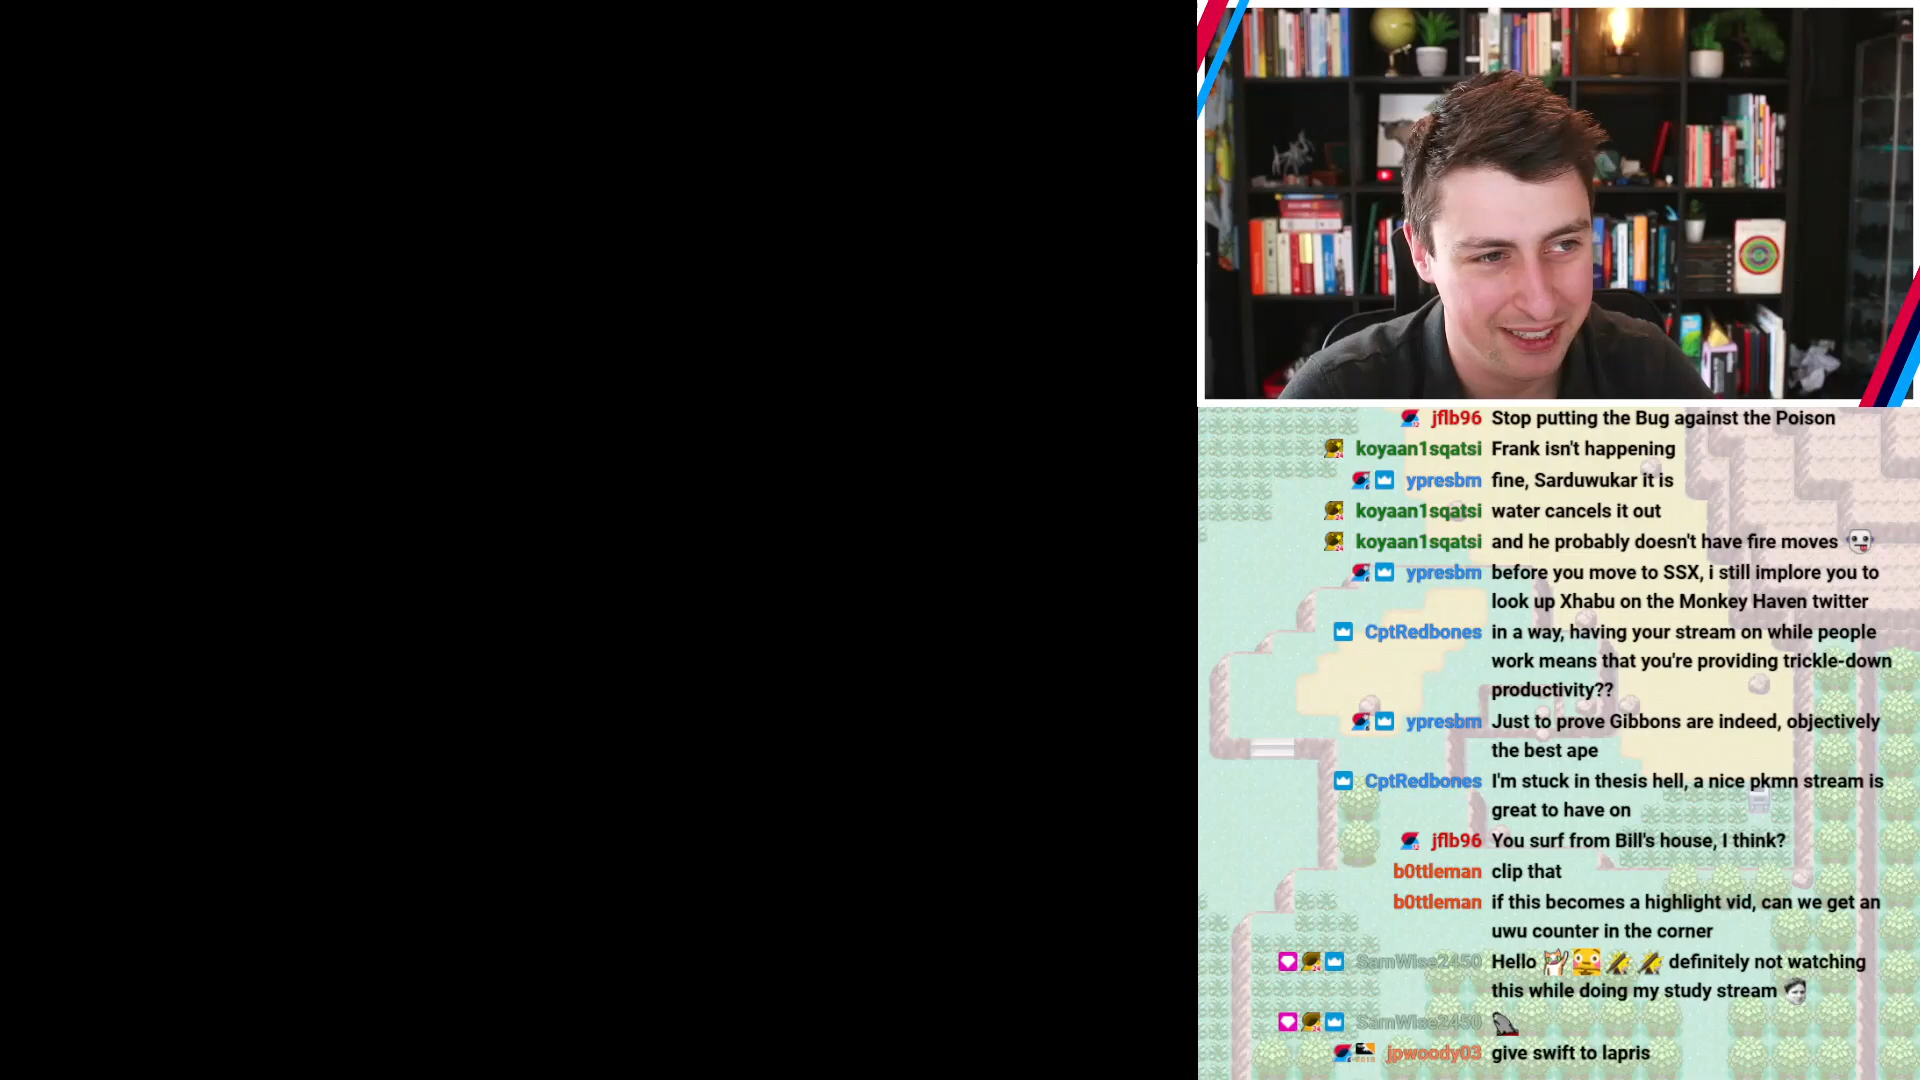 jflb96 Stop putting the Bug against the Poison
koyaan1sqatsi Frank isn't happening
ypresbm fine, Sarduwukar it is
koyaan1sqatsi water cancels it out
koyaan1sqatsi and he probably doesn't have fire moves
ypresbm before you move to SSX, i still implore you to
look up Xhabu on the Monkey Haven twitter
CptRedbones in a way, having your stream on while people
work means that you're providing trickle-down
productivity??
ypresbm Just to prove Gibbons are indeed, objectively
the best ape
CptRedbones I'm stuck in thesis hell, a nice pkmn stream is
great to have on
jflb96 You surf from Bill's house, I think?
b0ttleman clip that
b0ttleman if this becomes a highlight vid, can we get an
uwu counter in the corner
SamWise2450 Hello definitely not watching
this while doing my study stream
SamWise2450
jpwoody03 give swift to lapris